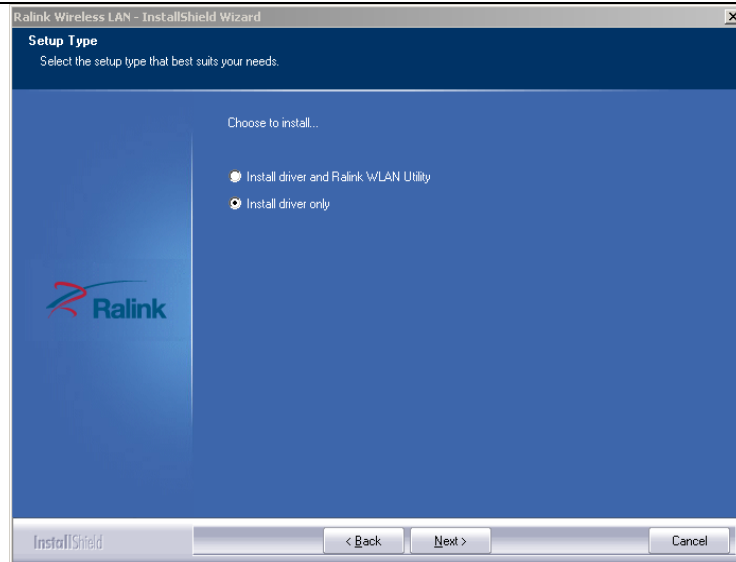 Ralink Wireless LAN - InstallShield Wizard
Setup Type
Select the setup type that best suits your needs.
Choose to install...
Install driver and Ralink WLAN Utility
Install driver only
Ralink
InstallShield
< Back
Next >
Cancel